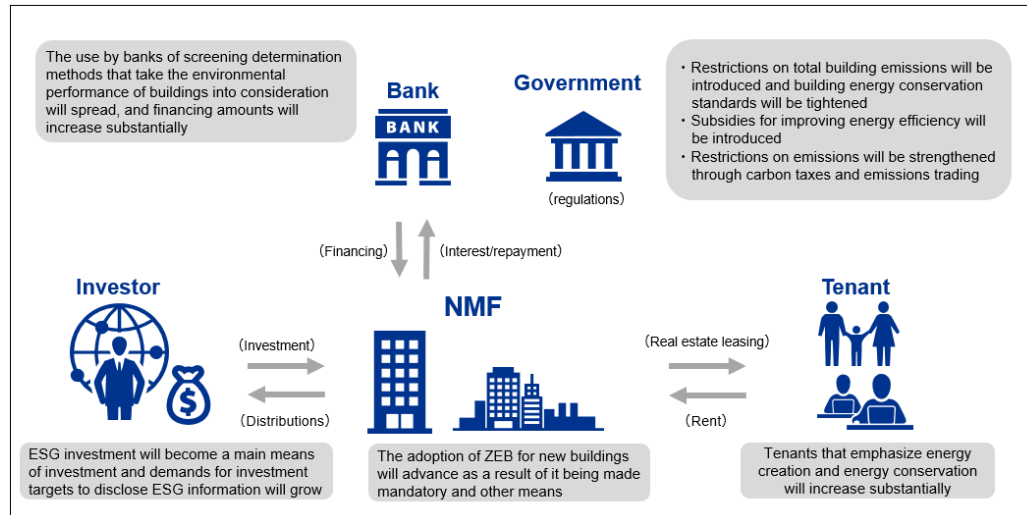 The use by banks of screening determination
methods that take the environmental
performance of buildings into consideration
will spread, and financing amounts will
increase substantially
Bank
BANK
Government
(regulations)
・Restrictions on total building emissions will be
introduced and building energy conservation
standards will be tightened
・Subsidies for improving energy efficiency will
be introduced
・Restrictions on emissions will be strengthened
through carbon taxes and emissions trading
(Financing)
(Interest/repayment)
Investor
$
(Investment)
(Distributions)
NMF
(Real estate leasing)
(Rent)
Tenant
ESG investment will become a main means
of investment and demands for investment
targets to disclose ESG information will grow
The adoption of ZEB for new buildings
will advance as a result of it being made
mandatory and other means
Tenants that emphasize energy
creation and energy conservation
will increase substantially